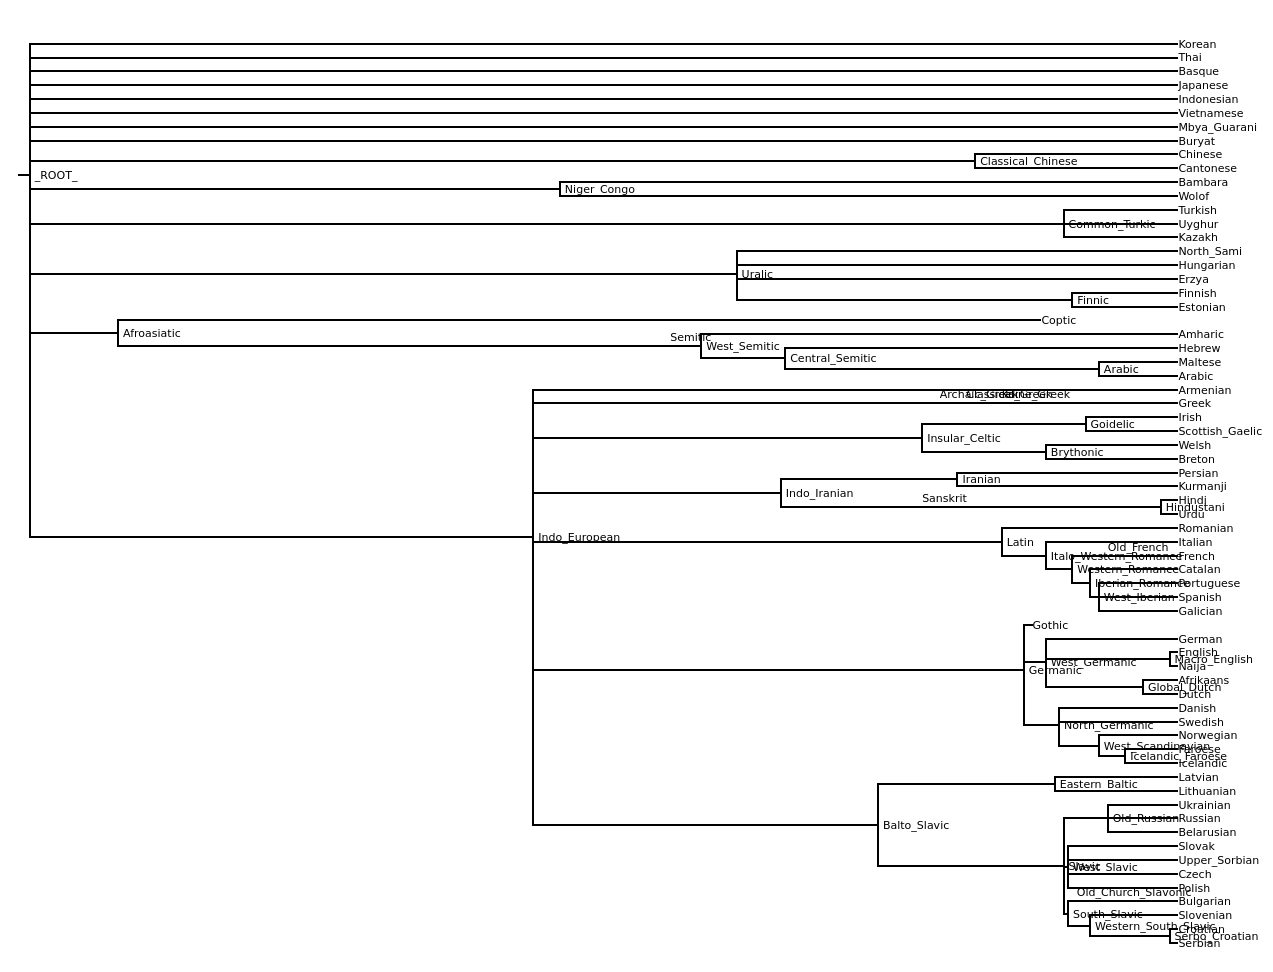 Korean
Thai
Basque
Japanese
Indonesian
Vietnamese
Mbya_Guarani
Buryat
Chinese
Classical_Chinese
Cantonese
_ROOT_
Bambara
Niger_Congo
Wolof
Turkish
Common_Turkic
Uyghur
Kazakh
North_Sami
Hungarian
Uralic
Erzya
Finnish
Finnic
Estonian
Coptic
Afroasiatic
Amharic
Semitic
West_Semitic
Hebrew
Central_Semitic
Maltese
Arabic
Arabic
Armenian
Archaic_Greek
Classical_Greek
Koine_Greek
Greek
Irish
Goidelic
Scottish_Gaelic
Insular_Celtic
Welsh
Brythonic
Breton
Persian
Iranian
Kurmanji
Indo_Iranian
Sanskrit
Hindi
Hindustani
Urdu
Romanian
Indo_European
Latin
Italian
Old_French
Italo_Western_Romance
French
Western_Romance
Catalan
Iberian_Romance
Portuguese
West_Iberian
Spanish
Galician
Gothic
German
English
West_Germanic
Macro_English
Naija
Germanic
Afrikaans
Global_Dutch
Dutch
Danish
Swedish
North_Germanic
Norwegian
West_Scandinavian
Faroese
Icelandic_Faroese
Icelandic
Latvian
Eastern_Baltic
Lithuanian
Ukrainian
Old_Russian
Russian
Balto_Slavic
Belarusian
Slovak
Upper_Sorbian
Slavic
West_Slavic
Czech
Polish
Old_Church_Slavonic
Bulgarian
South_Slavic
Slovenian
Western_South_Slavic
Croatian
Serbo_Croatian
Serbian